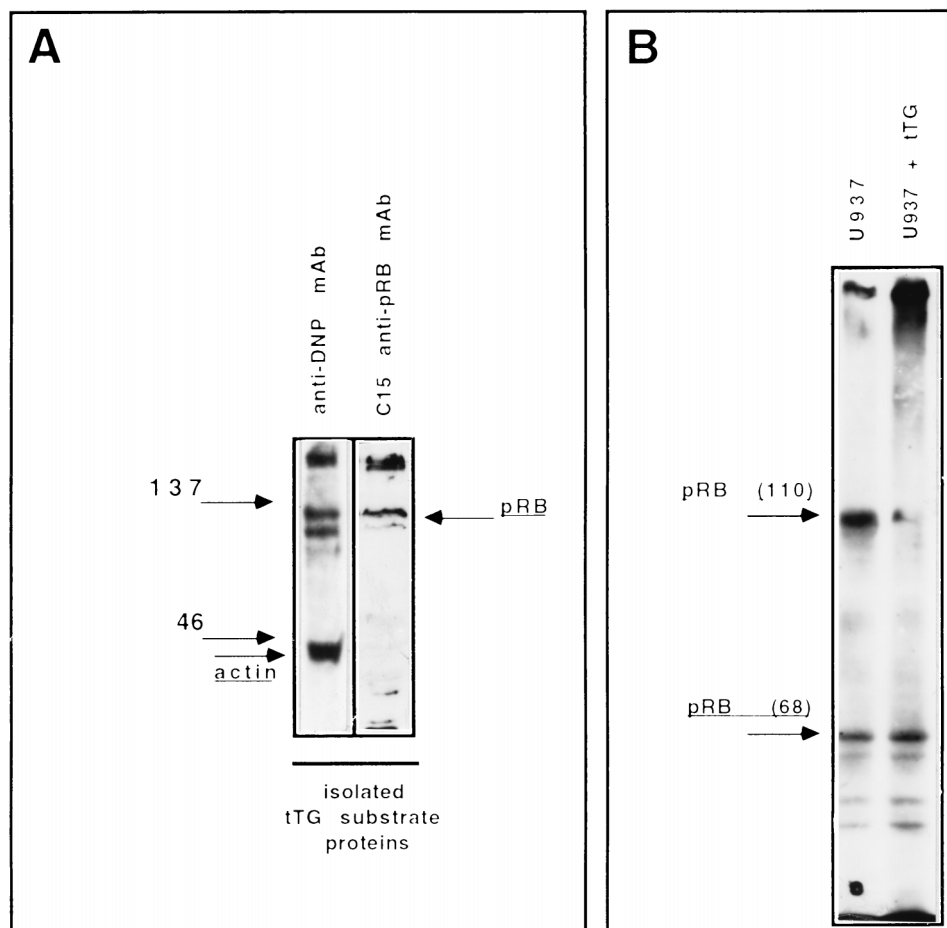 A
anti-DNP mAb
C15 anti-pRB mAb
137
pRB
46
actin
isolated
tTG substrate
proteins
B
U937
U937 + tTG
pRB (110)
pRB (68)